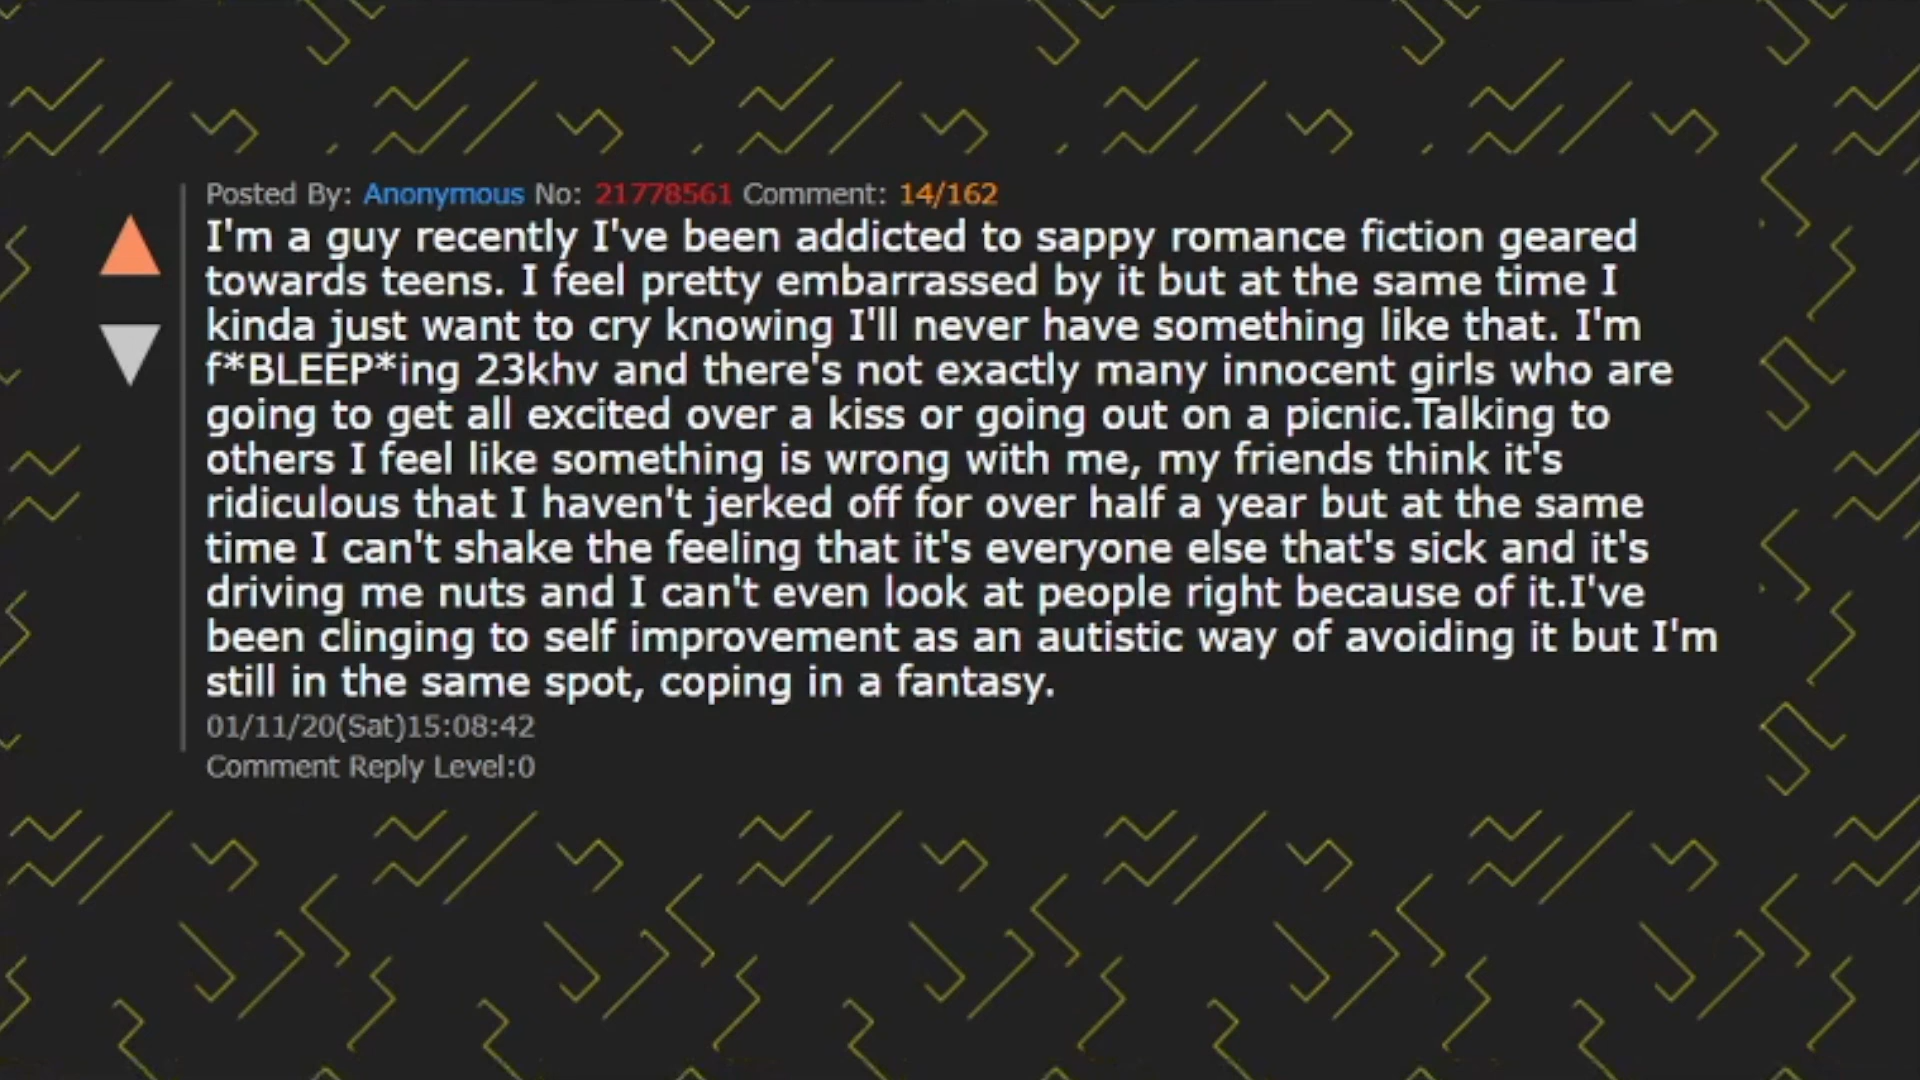 Posted By: Anonymous No: 21778561 Comment: 14/162
I'm a guy recently I've been addicted to sappy romance fiction geared
towards teens. I feel pretty embarrassed by it but at the same time I
kinda just want to cry knowing I'll never have something like that. I'm
f*BLEEP*ing 23khv and there's not exactly many innocent girls who are
going to get all excited over a kiss or going out on a picnic.Talking to
others I feel like something is wrong with me, my friends think it's
ridiculous that I haven't jerked off for over half a year but at the same
time I can't shake the feeling that it's everyone else that's sick and it's
driving me nuts and I can't even look at people right because of it.I've
been clinging to self improvement as an autistic way of avoiding it but I'm
still in the same spot, coping in a fantasy.
01/11/20(Sat)15:08:42
Comment Reply Level:0